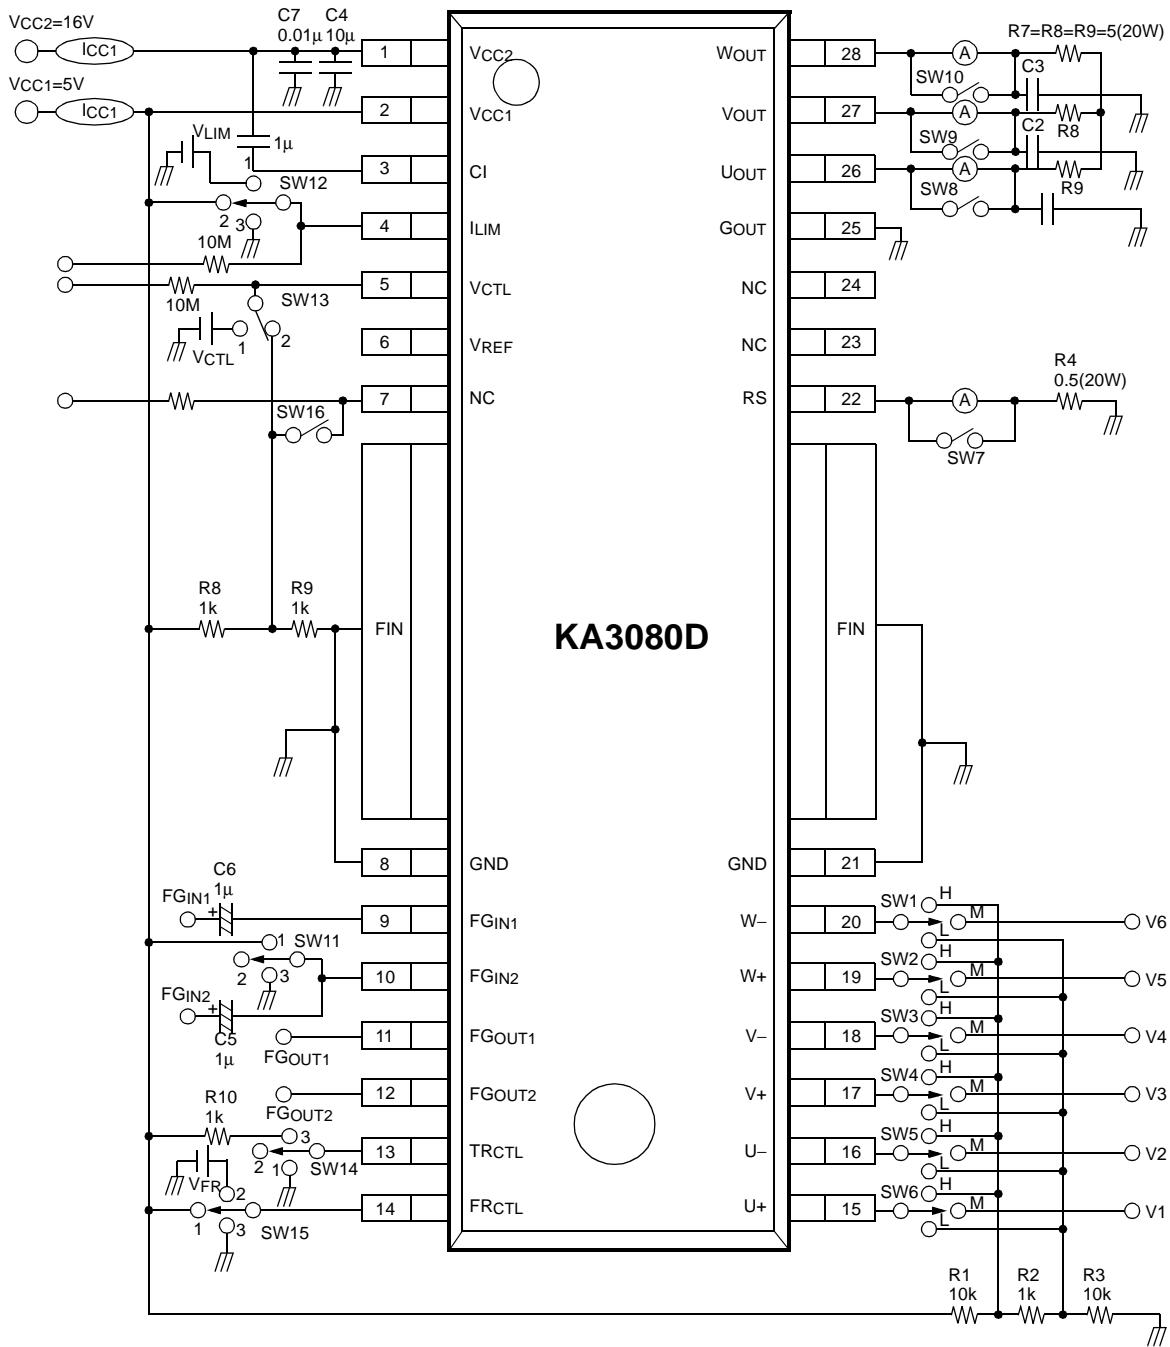 VCC2=16V
ICC1
C7
0.01μ
C4
10μ
1
VCC2
VCC1=5V
ICC1
2
VCC1
VLIM
1
1μ
3
CI
SW12
2
3
4
ILIM
10M
5
VCTL
10M
SW13
VCTL
1
2
6
VREF
7
NC
SW16
R8
1k
R9
1k
FIN
8
GND
C6
1μ
FGIN1
+
9
FGIN1
1
SW11
2
3
10
FGIN2
FGIN2
+
C5
1μ
11
FGOUT1
FGOUT1
12
FGOUT2
FGOUT2
R10
1k
3
2
1
SW14
13
TRCTL
VFR
2
1
3
SW15
14
FRCTL
KA3080D
WOUT
28
A
R7=R8=R9=5(20W)
SW10
C3
VOUT
27
A
R8
SW9
C2
UOUT
26
A
R9
SW8
GOUT
25
NC
24
NC
23
RS
22
A
R4
0.5(20W)
SW7
FIN
GND
21
W−
20
SW1
H
M
L
V6
W+
19
SW2
H
M
L
V5
V−
18
SW3
H
M
L
V4
V+
17
SW4
H
M
L
V3
U−
16
SW5
H
M
L
V2
U+
15
SW6
H
M
L
V1
R1
10k
R2
1k
R3
10k